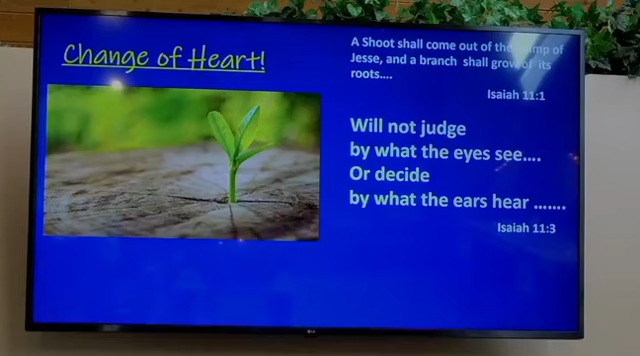 Change of Heart!
A Shoot shall come out of the
Jesse, and a branch shall grow of its
roots....
Isaiah 11:1
Will not judge
by what the eyes see....
Or decide
by what the ears hear .......
Isaiah 11:3
LG